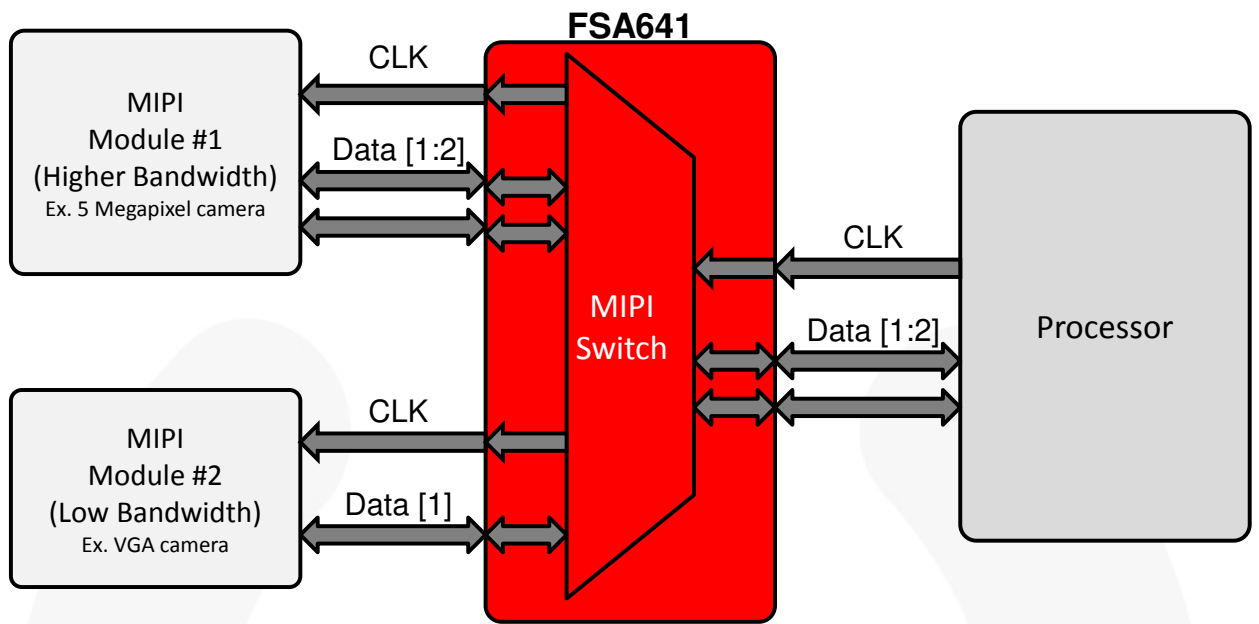 FSA641
CLK
MIPI
Module #1
(Higher Bandwidth)
Ex. 5 Megapixel camera
Data [1:2]
CLK
MIPI
Switch
Data [1:2]
Processor
CLK
MIPI
Module #2
(Low Bandwidth)
Ex. VGA camera
Data [1]